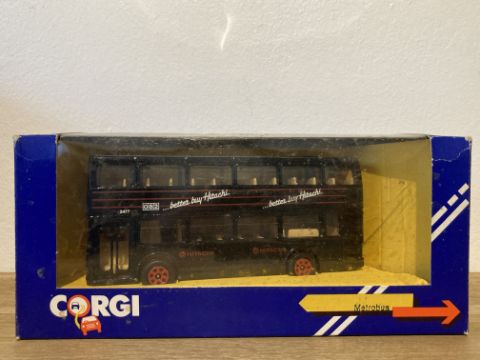 ...better buy Hitachi. ...better buy Hitachi.
HITACHI HITACHI
CORGI
Metrobus